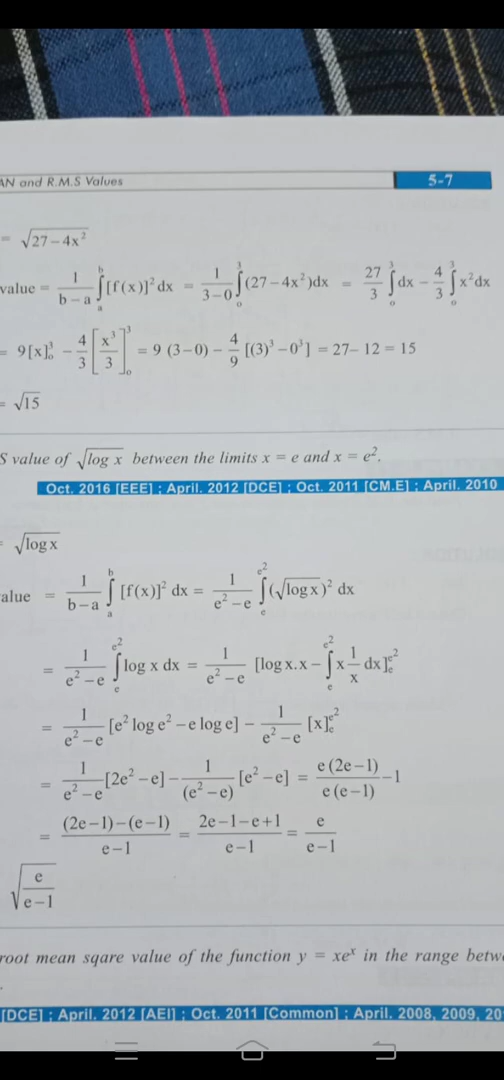 AN and R.M.S Values 5-7
= √(27 – 4x²)
value = 1/(b – a) ∫ₐᵇ [f(x)]² dx = 1/(3 – 0) ∫₀³ (27 – 4x²)dx = 27/3 ∫₀³ dx – 4/3 ∫₀³ x²dx
= 9[x]₀³ – 4/3 [x³/3]₀³ = 9 (3 – 0) – 4/9 [(3)³ – 0³] = 27 – 12 = 15
= √15
S value of √(log x) between the limits x = e and x = e².
Oct. 2016 [EEE] ; April. 2012 [DCE] ; Oct. 2011 [CM.E] ; April. 2010
= √(log x)
alue = 1/(b – a) ∫ₐᵇ [f(x)]² dx = 1/(e² – e) ∫ₑ^(e²) (√(log x))² dx
= 1/(e² – e) ∫ₑ^(e²) log x dx = 1/(e² – e) [log x.x – ∫ₑ^(e²) x 1/x dx]ₑ^(e²)
= 1/(e² – e) [e² log e² – e log e] – 1/(e² – e) [x]ₑ^(e²)
= 1/(e² – e) [2e² – e] – 1/(e² – e) [e² – e] = e (2e – 1)/e (e – 1) – 1
= (2e – 1) – (e – 1)/e – 1 = 2e – 1 – e + 1/e – 1 = e/e – 1
√(e/e – 1)
root mean sqare value of the function y = xeˣ in the range betw
.
[DCE] ; April. 2012 [AEI] ; Oct. 2011 [Common] ; April. 2008, 2009, 20